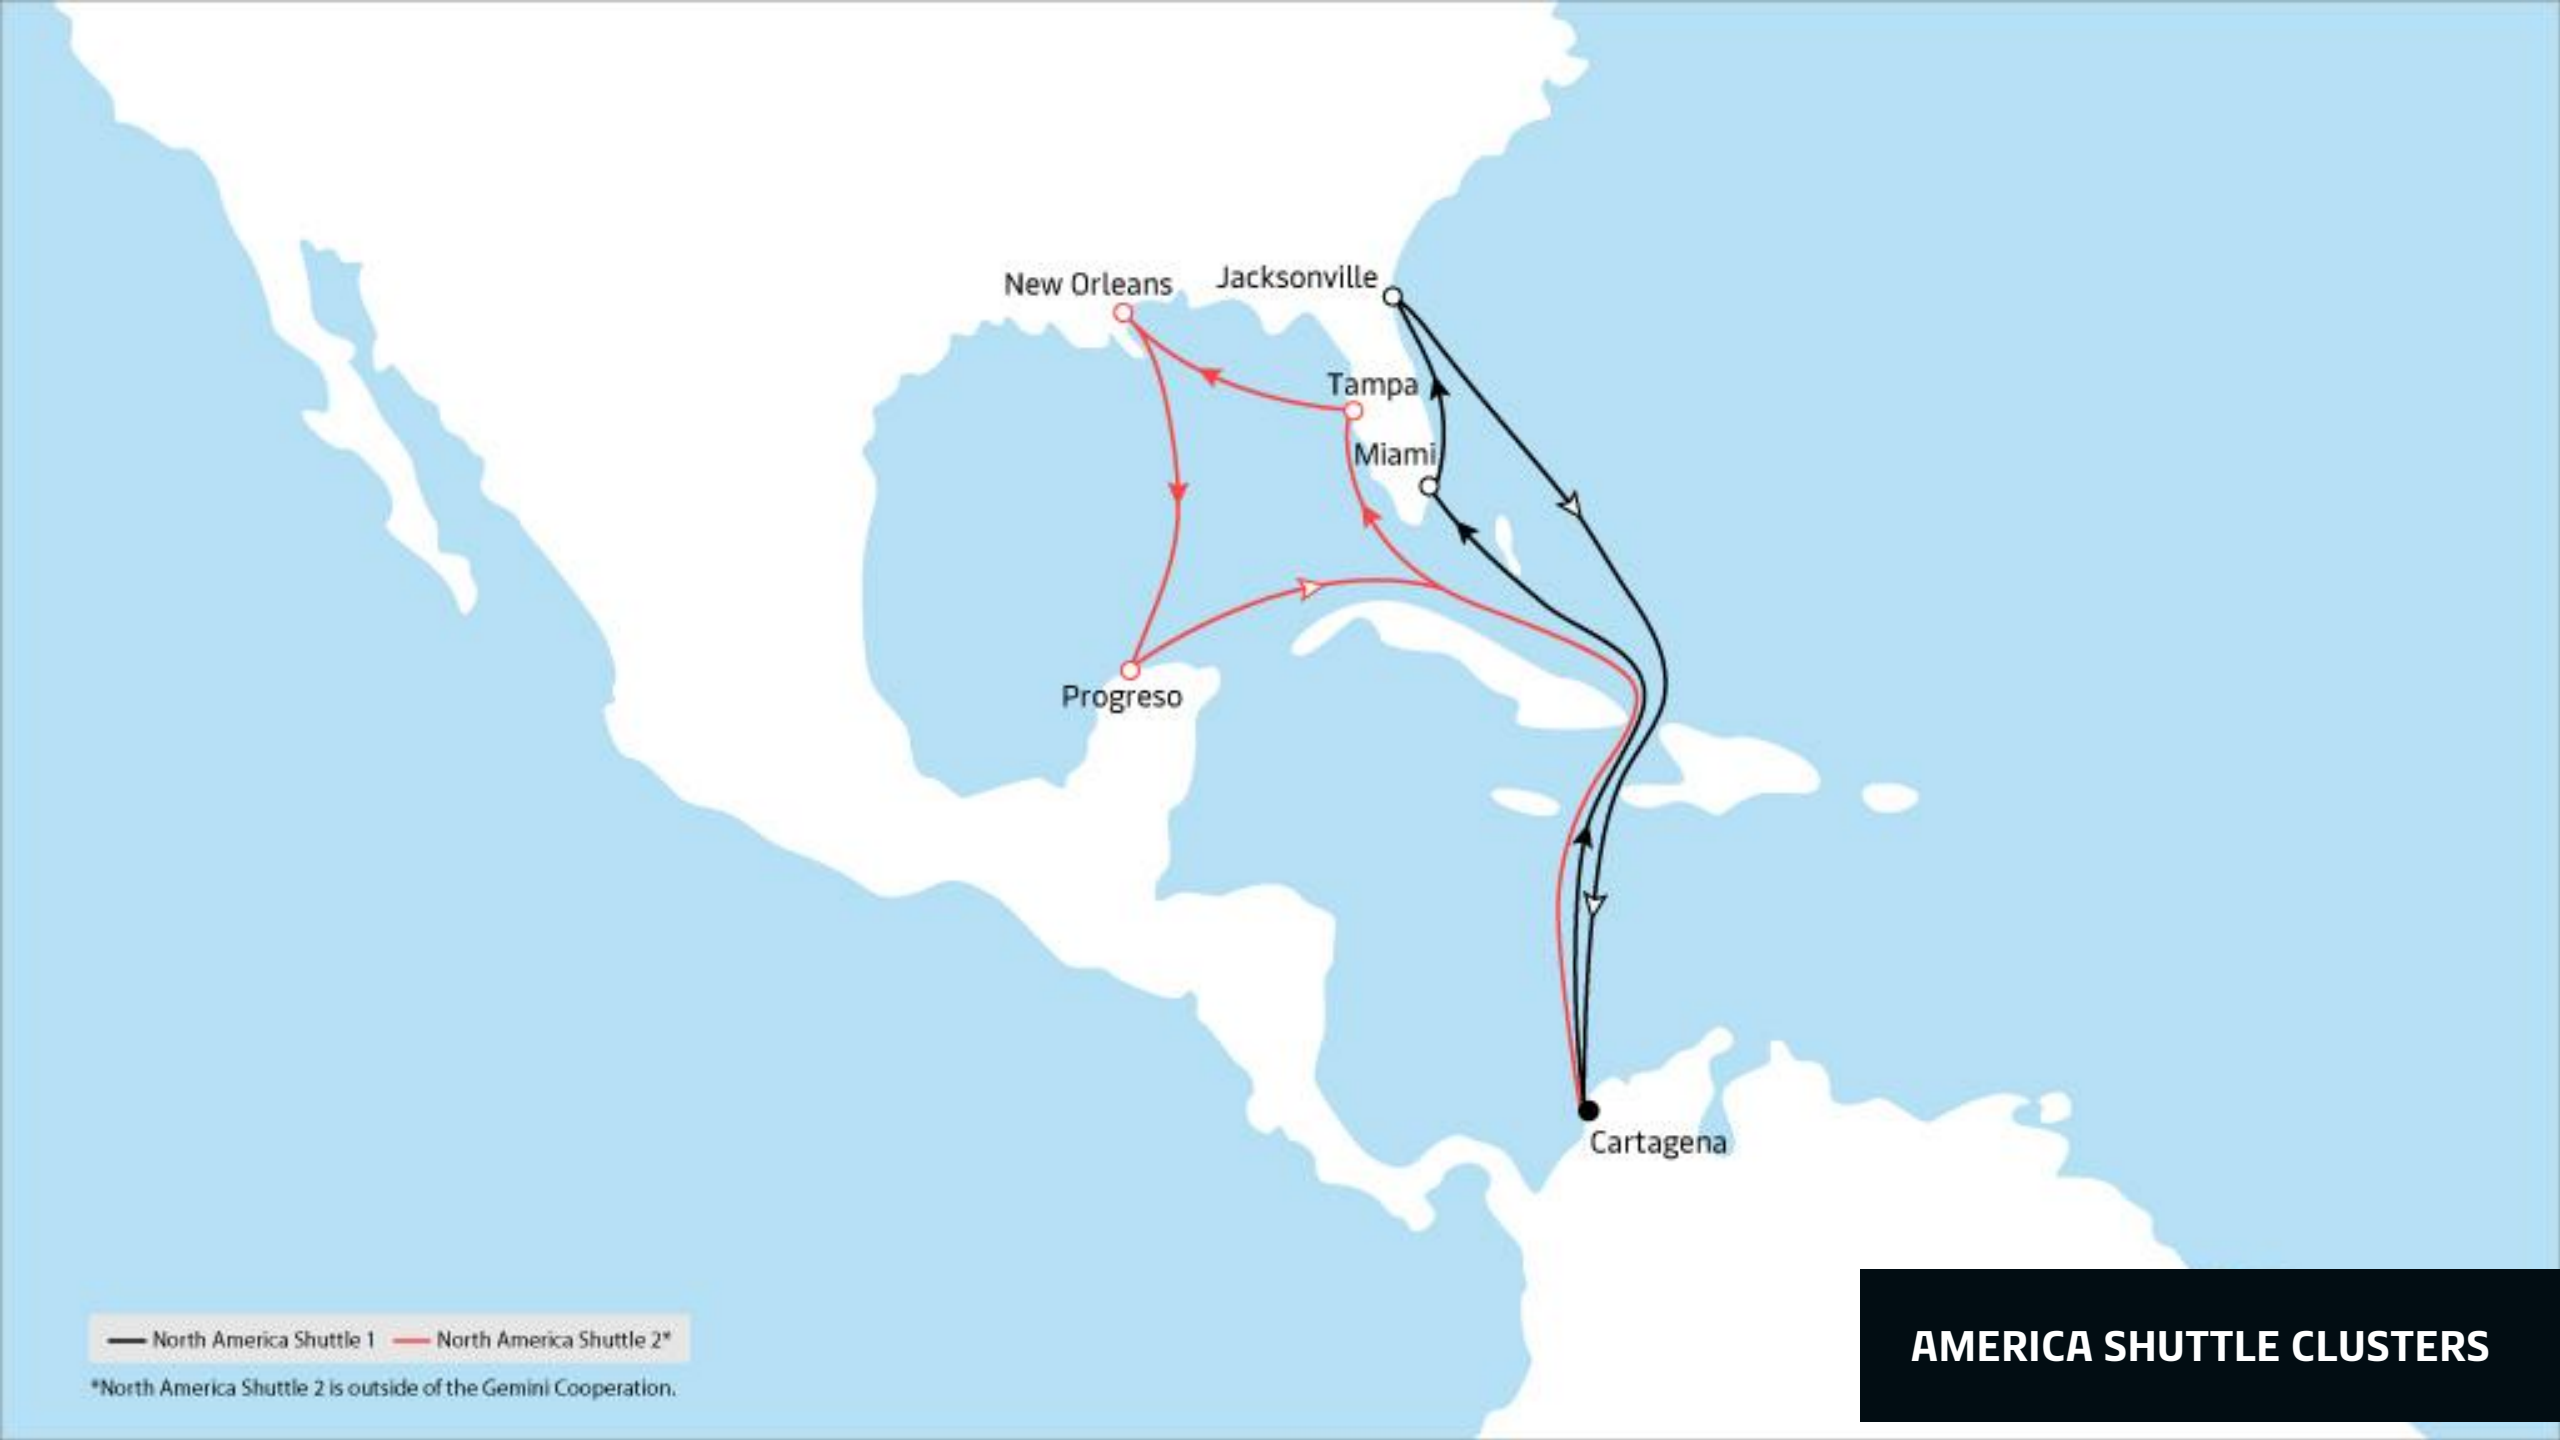 New Orleans
Jacksonville
Tampa
Miami
Progreso
Cartagena
North America Shuttle 1
North America Shuttle 2*
*North America Shuttle 2 is outside of the Gemini Cooperation.
AMERICA SHUTTLE CLUSTERS